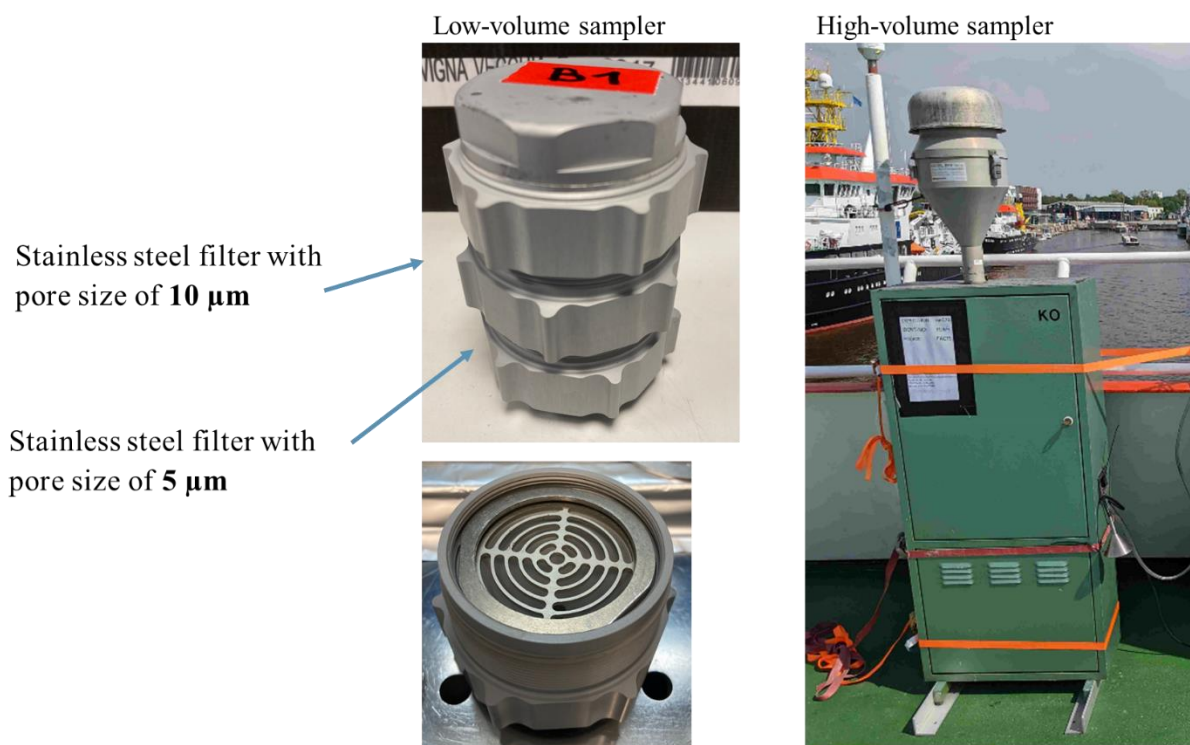 Low-volume sampler
High-volume sampler
B1
KO
Stainless steel filter with
pore size of 10 µm
Stainless steel filter with
pore size of 5 µm